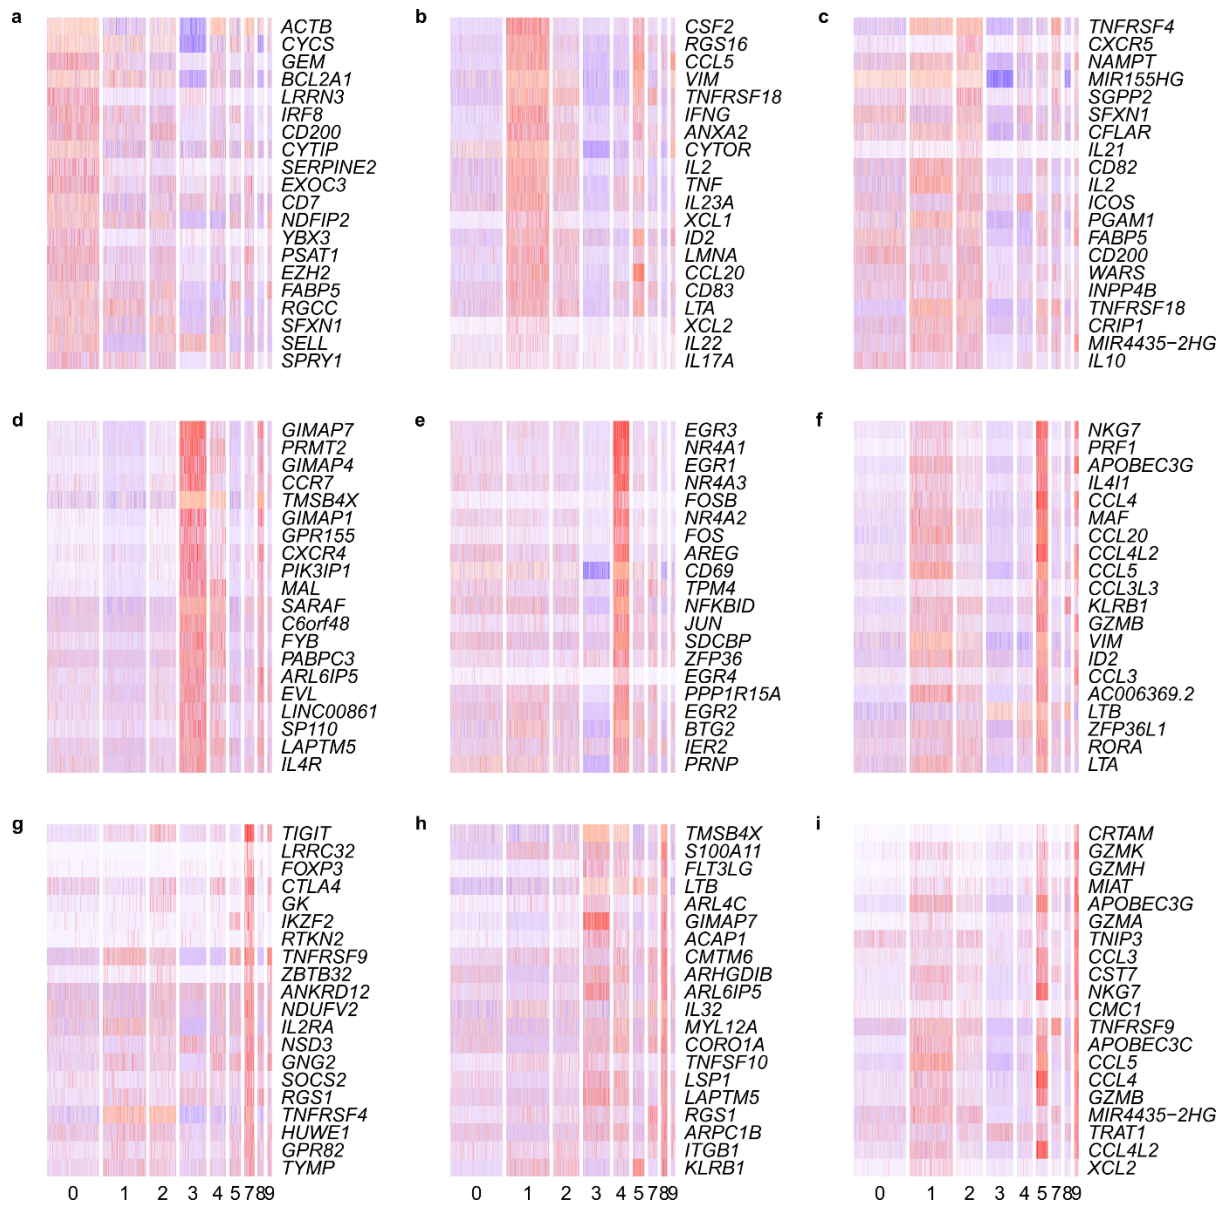 a
ACTB
CYCS
GEM
BCL2A1
LRRN3
IRF8
CD200
CYTIP
SERPINE2
EXOC3
CD7
NDFIP2
YBX3
PSAT1
EZH2
FABP5
RGCC
SFXN1
SELL
SPRY1
b
CSF2
RGS16
CCL5
VIM
TNFRSF18
IFNG
ANXA2
CYTOR
IL2
TNF
IL23A
XCL1
ID2
LMNA
CCL20
CD83
LTA
XCL2
IL22
IL17A
c
TNFRSF4
CXCR5
NAMPT
MIR155HG
SGPP2
SFXN1
CFLAR
IL21
CD82
IL2
ICOS
PGAM1
FABP5
CD200
WARS
INPP4B
TNFRSF18
CRIP1
MIR4435−2HG
IL10
d
GIMAP7
PRMT2
GIMAP4
CCR7
TMSB4X
GIMAP1
GPR155
CXCR4
PIK3IP1
MAL
SARAF
C6orf48
FYB
PABPC3
ARL6IP5
EVL
LINC00861
SP110
LAPTM5
IL4R
e
EGR3
NR4A1
EGR1
NR4A3
FOSB
NR4A2
FOS
AREG
CD69
TPM4
NFKBID
JUN
SDCBP
ZFP36
EGR4
PPP1R15A
EGR2
BTG2
IER2
PRNP
f
NKG7
PRF1
APOBEC3G
IL4I1
CCL4
MAF
CCL20
CCL4L2
CCL5
CCL3L3
KLRB1
GZMB
VIM
ID2
CCL3
AC006369.2
LTB
ZFP36L1
RORA
LTA
g
TIGIT
LRRC32
FOXP3
CTLA4
GK
IKZF2
RTKN2
TNFRSF9
ZBTB32
ANKRD12
NDUFV2
IL2RA
NSD3
GNG2
SOCS2
RGS1
TNFRSF4
HUWE1
GPR82
TYMP
0 1 2 3 4 5 7 8 9
h
TMSB4X
S100A11
FLT3LG
LTB
ARL4C
GIMAP7
ACAP1
CMTM6
ARHGDIB
ARL6IP5
IL32
MYL12A
CORO1A
TNFSF10
LSP1
LAPTM5
RGS1
ARPC1B
ITGB1
KLRB1
0 1 2 3 4 5 7 8 9
i
CRTAM
GZMK
GZMH
MIAT
APOBEC3G
GZMA
TNIP3
CCL3
CST7
NKG7
CMC1
TNFRSF9
APOBEC3C
CCL5
CCL4
GZMB
MIR4435−2HG
TRAT1
CCL4L2
XCL2
0 1 2 3 4 5 7 8 9